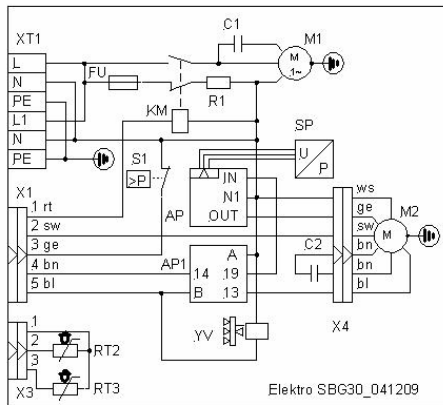 C1
XT1
M1
L
M
1~
FU
N
PE
R1
L1
KM
N
SP
PE
S1
U
P
>P
IN
X1
N1
ws
1 rt
AP
OUT
ge
M2
2 sw
sw
M
3 ge
C2
bn
4 bn
AP1
A
bn
14
19
5 bl
B
13
bl
YV
X4
1
2
RT2
3
RT3
X3
Elektro SBG30_041209